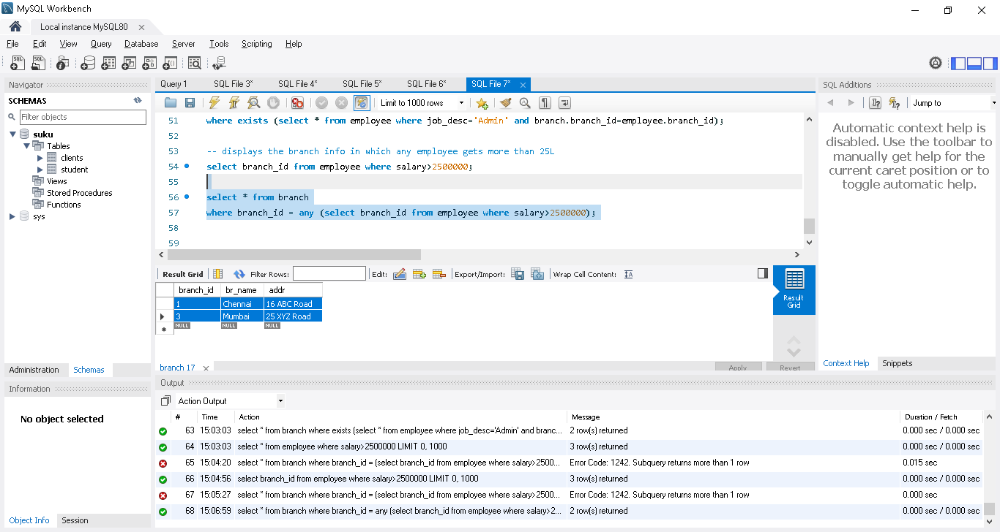 MySQL Workbench
Local instance MySQL80
File Edit View Query Database Server Tools Scripting Help
Navigator
SCHEMAS
Filter objects
suku
Tables
clients
student
Views
Stored Procedures
Functions
sys
Administration Schemas
Information
No object selected
Object Info Session
Query 1 SQL File 3* SQL File 4* SQL File 5* SQL File 6* SQL File 7*
Limit to 1000 rows
51 where exists (select * from employee where job_desc='Admin' and branch.branch_id=employee.branch_id);
52
53 -- displays the branch info in which any employee gets more than 25L
54 select branch_id from employee where salary>2500000;
55
56 select * from branch
57 where branch_id = any (select branch_id from employee where salary>2500000);
58
59
Result Grid Filter Rows: Edit: Export/Import: Wrap Cell Content:
branch_id br_name addr
1 Chennai 16 ABC Road
3 Mumbai 25 XYZ Road
NULL NULL NULL
Result
Grid
branch 17 Apply Revert
Output
Action Output
# Time Action Message Duration / Fetch
63 15:03:03 select * from branch where exists (select * from employee where job_desc='Admin' and branc... 2 row(s) returned 0.000 sec / 0.000 sec
64 15:03:03 select * from employee where salary>2500000 LIMIT 0, 1000 3 row(s) returned 0.000 sec / 0.000 sec
65 15:04:20 select * from branch where branch_id = (select branch_id from employee where salary>2500... Error Code: 1242. Subquery returns more than 1 row 0.015 sec
66 15:04:56 select branch_id from employee where salary>2500000 LIMIT 0, 1000 3 row(s) returned 0.000 sec / 0.000 sec
67 15:05:27 select * from branch where branch_id = (select branch_id from employee where salary>2500... Error Code: 1242. Subquery returns more than 1 row 0.000 sec
68 15:06:59 select * from branch where branch_id = any (select branch_id from employee where salary>2... 2 row(s) returned 0.000 sec / 0.000 sec
SQL Additions
Jump to
Automatic context help is
disabled. Use the toolbar to
manually get help for the
current caret position or to
toggle automatic help.
Context Help Snippets